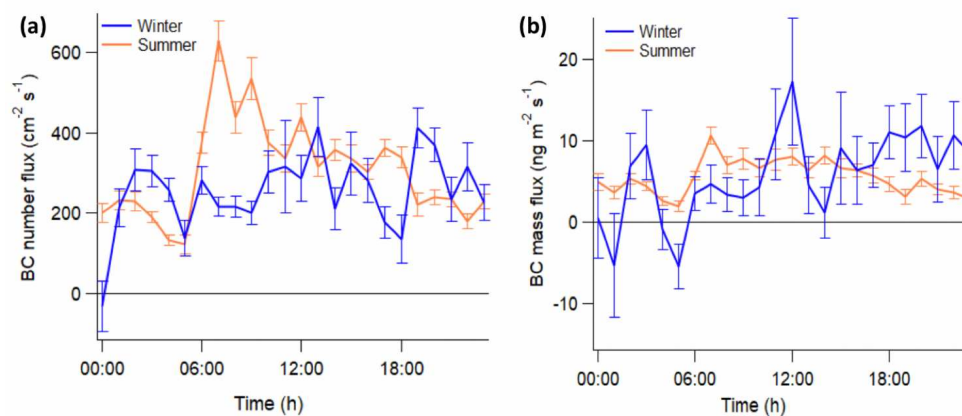 (a)
Winter
Summer
BC number flux (cm⁻² s⁻¹)
600
400
200
0
00:00 06:00 12:00 18:00
Time (h)
(b)
Winter
Summer
BC mass flux (ng m⁻² s⁻¹)
20
10
0
-10
00:00 06:00 12:00 18:00
Time (h)